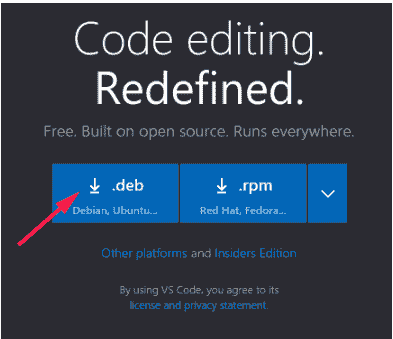 Code editing.
Redefined.
Free. Built on open source. Runs everywhere.
.deb
Debian, Ubuntu...
.rpm
Red Hat, Fedora...
Other platforms and Insiders Edition
By using VS Code, you agree to its
license and privacy statement.